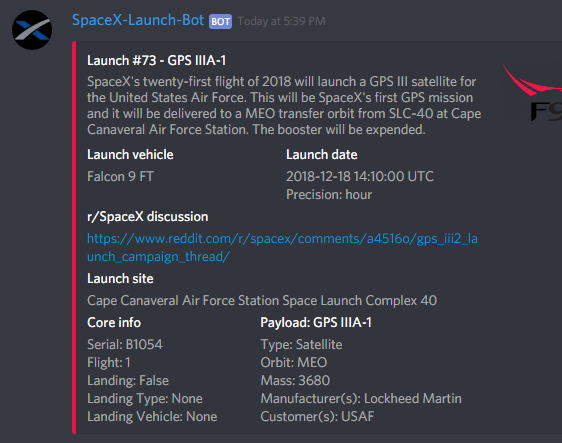 SpaceX-Launch-Bot BOT Today at 5:39 PM
Launch #73 - GPS IIIA-1
SpaceX's twenty-first flight of 2018 will launch a GPS III satellite for
the United States Air Force. This will be SpaceX's first GPS mission
and it will be delivered to a MEO transfer orbit from SLC-40 at Cape
Canaveral Air Force Station. The booster will be expended.
F9
Launch vehicle
Falcon 9 FT
Launch date
2018-12-18 14:10:00 UTC
Precision: hour
r/SpaceX discussion
https://www.reddit.com/r/spacex/comments/a4516o/gps_iii2_la
unch_campaign_thread/
Launch site
Cape Canaveral Air Force Station Space Launch Complex 40
Core info
Serial: B1054
Flight: 1
Landing: False
Landing Type: None
Landing Vehicle: None
Payload: GPS IIIA-1
Type: Satellite
Orbit: MEO
Mass: 3680
Manufacturer(s): Lockheed Martin
Customer(s): USAF